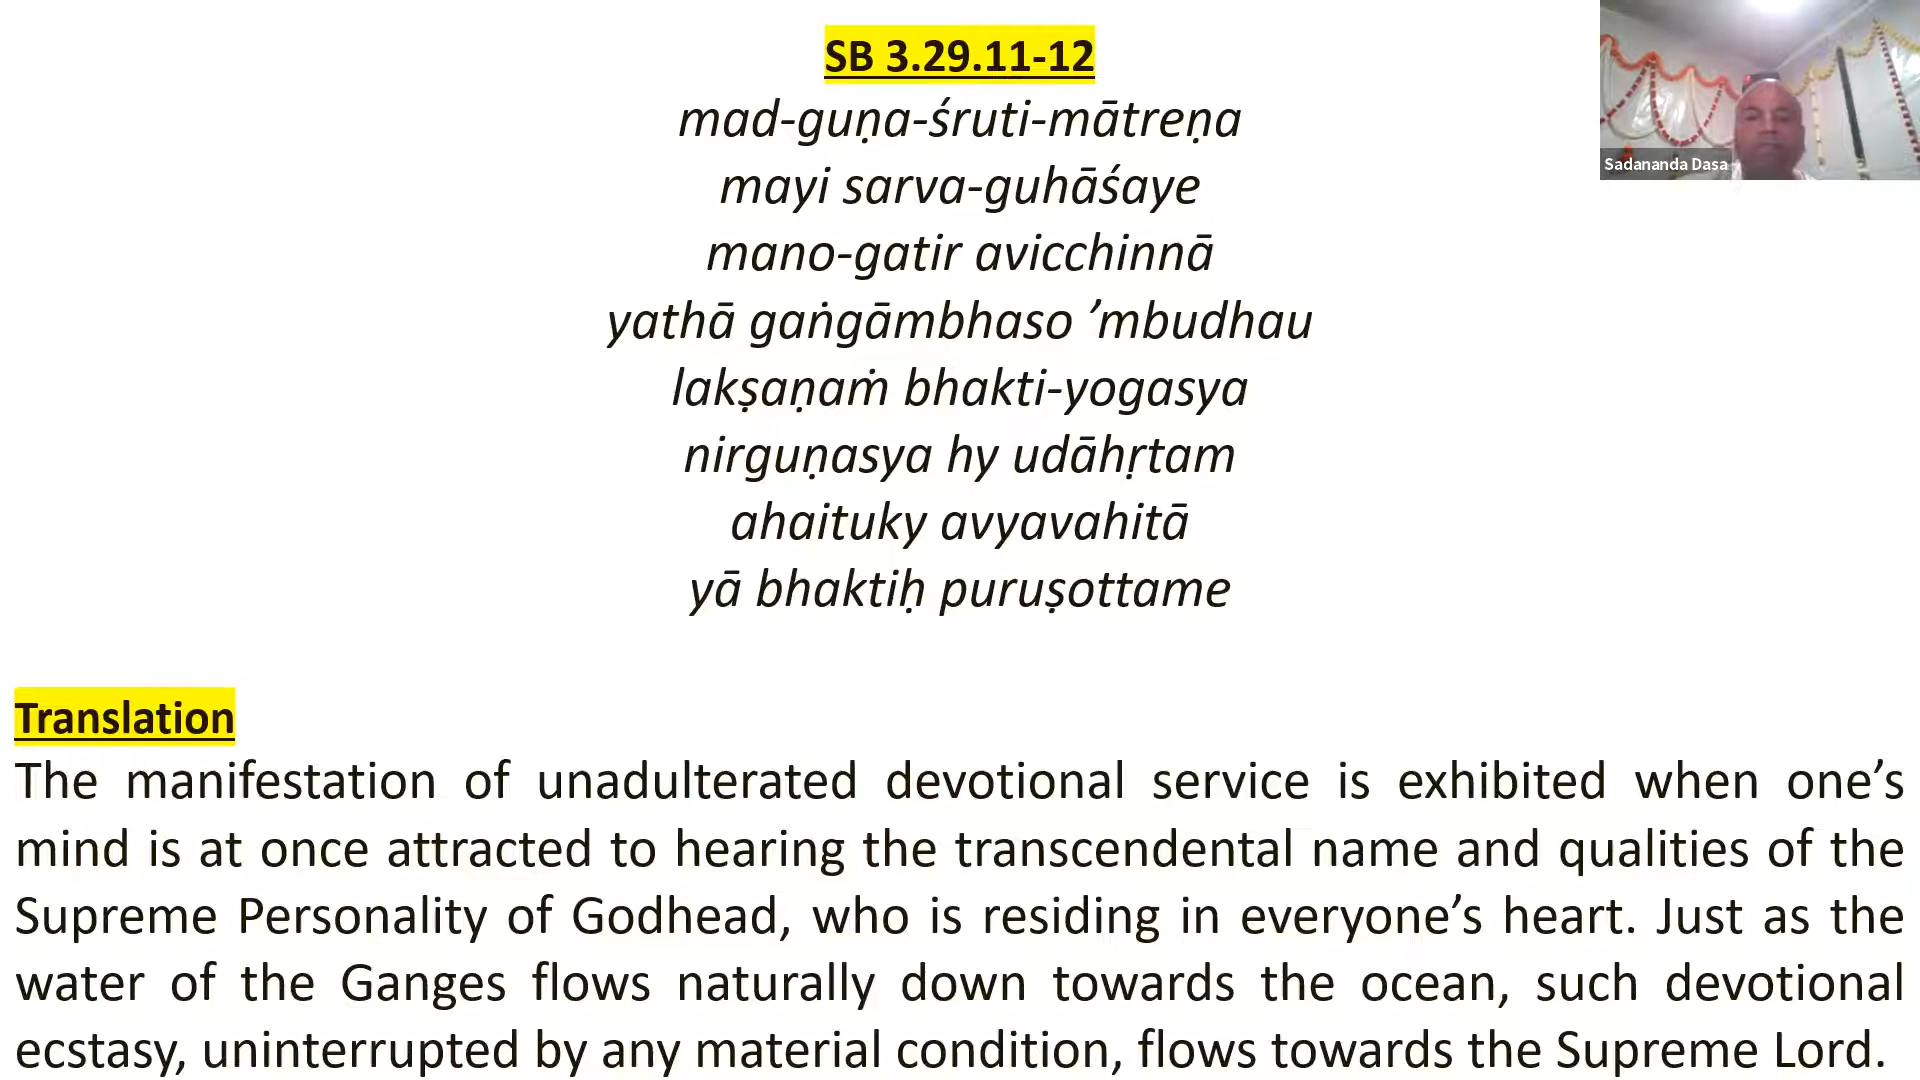 SB 3.29.11-12
mad-guṇa-śruti-mātreṇa
mayi sarva-guhāśaye
mano-gatir avicchinnā
yathā gaṅgāmbhaso ’mbudhau
lakṣaṇaṁ bhakti-yogasya
nirguṇasya hy udāhṛtam
ahaituky avyavahitā
yā bhaktiḥ puruṣottame
Sadananda Dasa
Translation
The manifestation of unadulterated devotional service is exhibited when one’s
mind is at once attracted to hearing the transcendental name and qualities of the
Supreme Personality of Godhead, who is residing in everyone’s heart. Just as the
water of the Ganges flows naturally down towards the ocean, such devotional
ecstasy, uninterrupted by any material condition, flows towards the Supreme Lord.